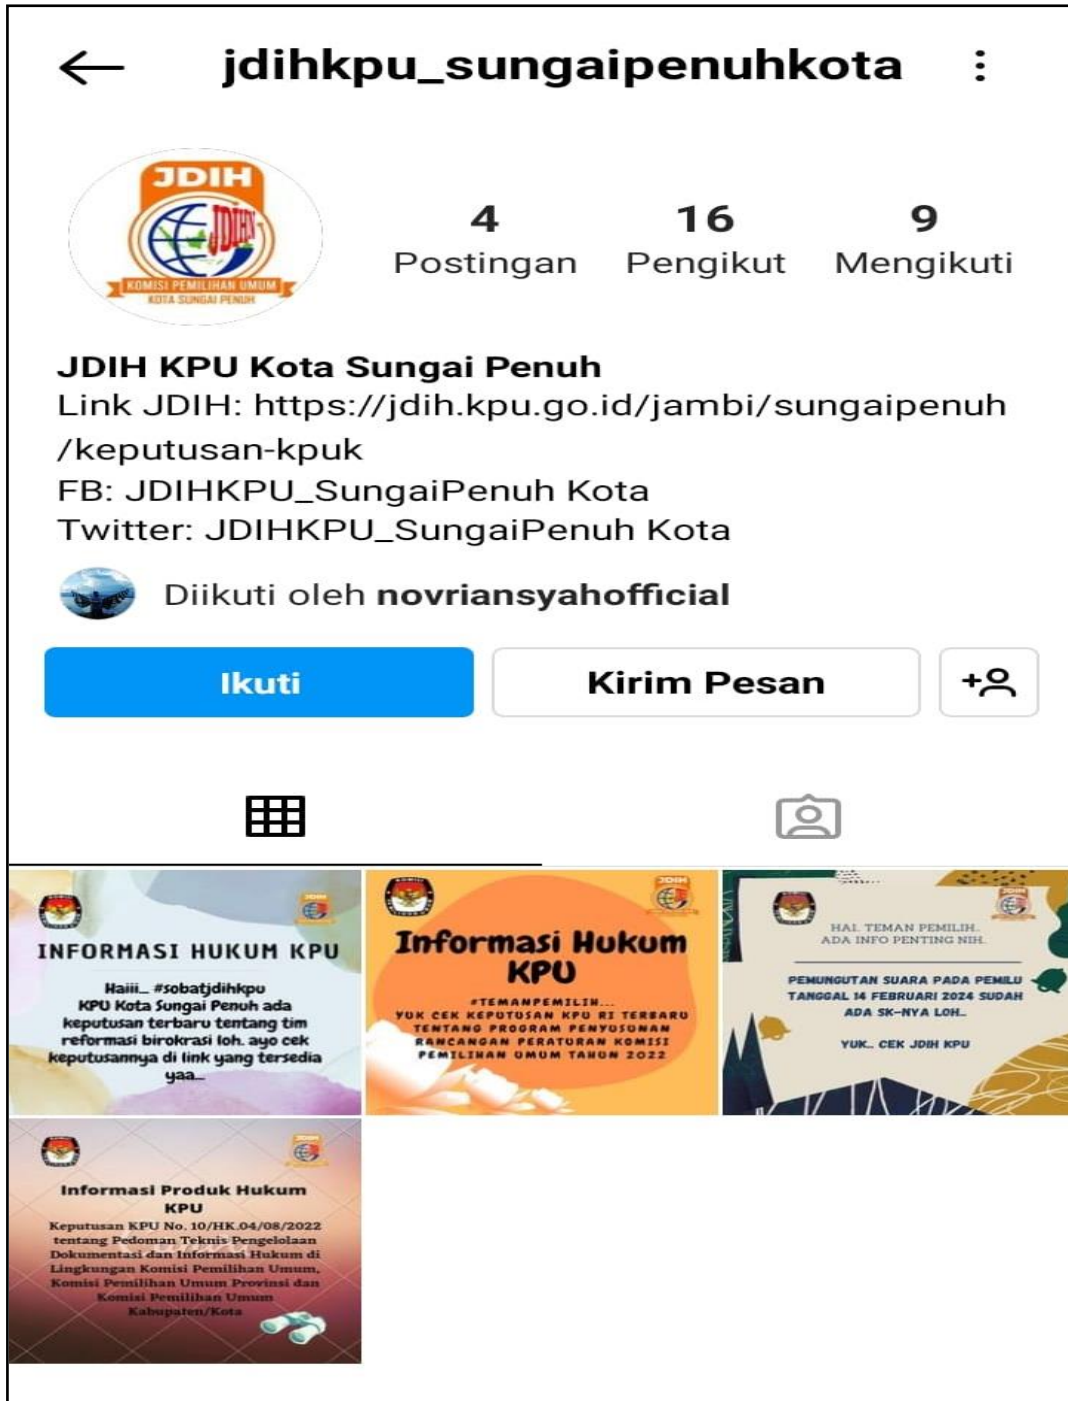 jdihkpu_sungaipenuhkota
JDIH
JDIHN
KOMISI PEMILIHAN UMUM
KOTA SUNGAI PENUH
4
16
9
Postingan
Pengikut
Mengikuti
JDIH KPU Kota Sungai Penuh
Link JDIH: https://jdih.kpu.go.id/jambi/sungaipenuh
/keputusan-kpuk
FB: JDIHKPU_SungaiPenuh Kota
Twitter: JDIHKPU_SungaiPenuh Kota
Diikuti oleh novriansyahofficial
Ikuti
Kirim Pesan
INFORMASI HUKUM KPU
Haiii... #sobatjdihkpu
KPU Kota Sungai Penuh ada
keputusan terbaru tentang tim
reformasi birokrasi loh. ayo cek
keputusannya di link yang tersedia
yaa...
JDIH
Informasi Hukum
KPU
#TEMANPEMILIH...
YUK CEK KEPUTUSAN KPU RI TERBARU
TENTANG PROGRAM PENYUSUNAN
RANCANGAN PERATURAN KOMISI
PEMILIHAN UMUM TAHUN 2022
JDIH
HAI, TEMAN PEMILIH..
ADA INFO PENTING NIH..
PEMUNGUTAN SUARA PADA PEMILU
TANGGAL 14 FEBRUARI 2024 SUDAH
ADA SK-NYA LOH...
YUK... CEK JDIH KPU
JDIH
Informasi Produk Hukum
KPU
Keputusan KPU No. 10/HK.04/08/2022
tentang Pedoman Teknis Pengelolaan
Dokumentasi dan Informasi Hukum di
Lingkungan Komisi Pemilihan Umum,
Komisi Pemilihan Umum Provinsi dan
Komisi Pemilihan Umum
Kabupaten/Kota